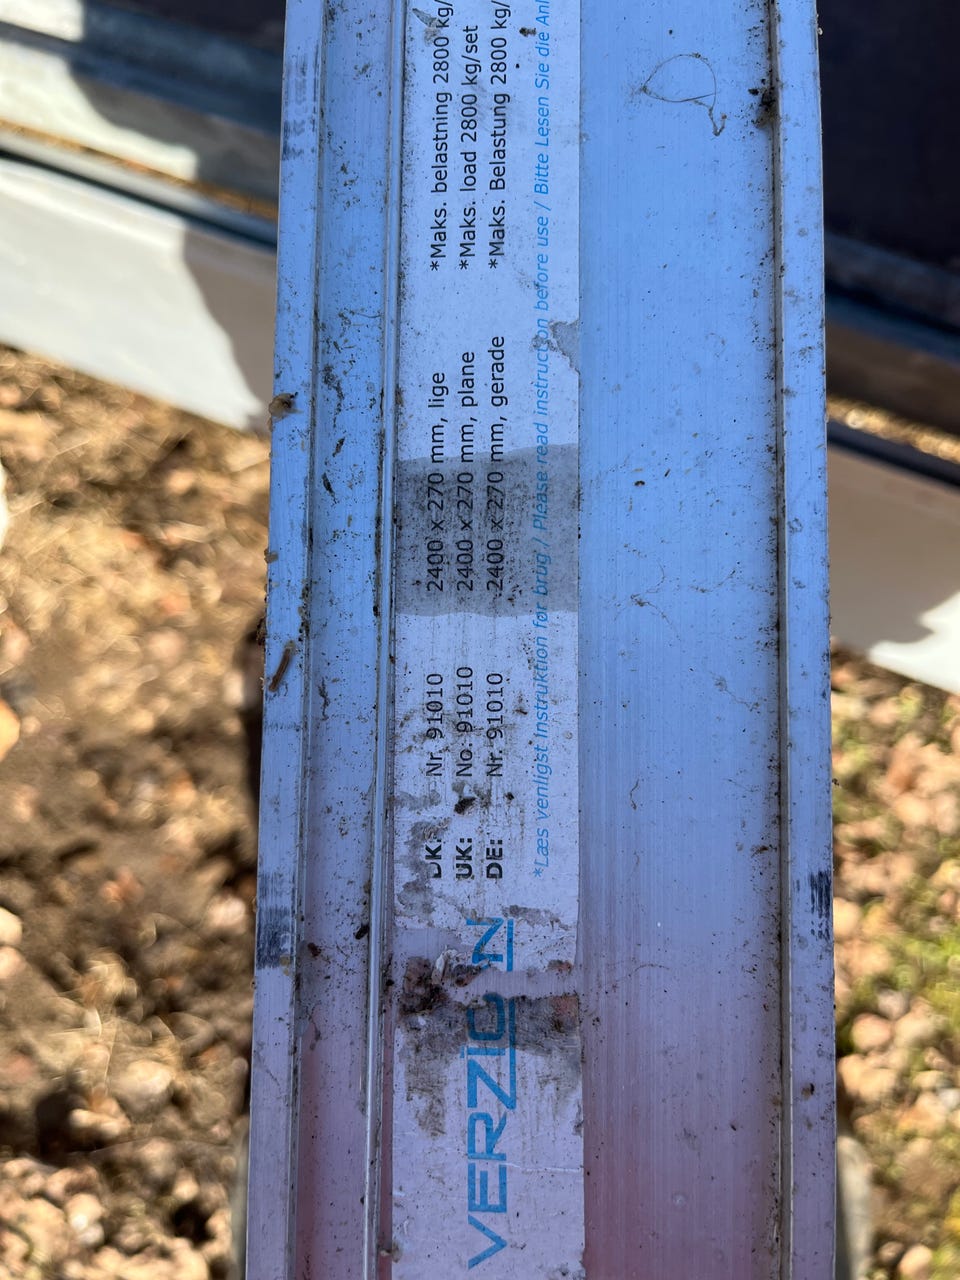 VERZION
DK: Nr. 91010 2400 x 270 mm, lige *Maks. belastning 2800 kg/
UK: No: 91010 2400 x 270 mm, plane *Maks. load 2800 kg/set
DE: Nr. 91010 2400 x 270 mm, gerade *Maks. Belastung 2800 kg/
*Læs venligst Instruktion før brug / Please read instruction before use / Bitte Lesen Sie die